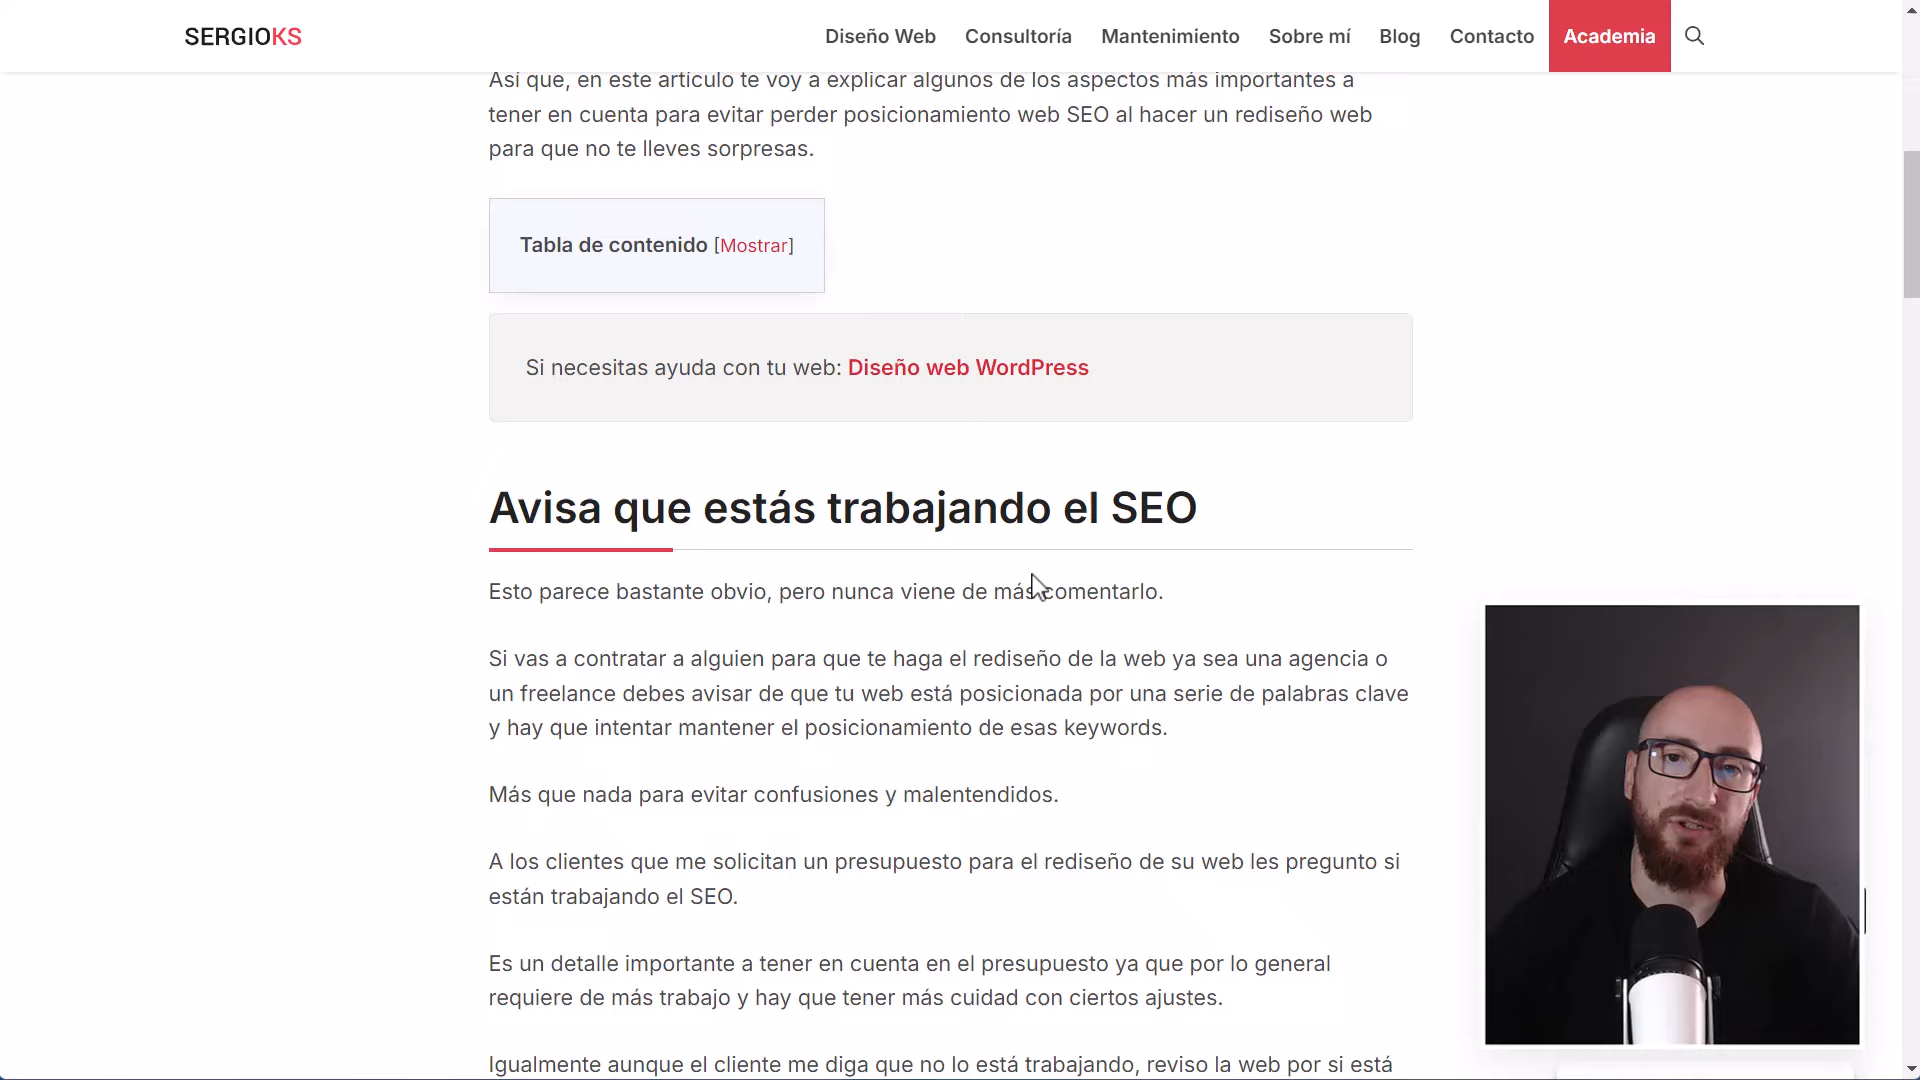 SERGIOKS
Diseño Web Consultoría Mantenimiento Sobre mí Blog Contacto Academia
Así que, en este artículo te voy a explicar algunos de los aspectos más importantes a
tener en cuenta para evitar perder posicionamiento web SEO al hacer un rediseño web
para que no te lleves sorpresas.
Tabla de contenido [Mostrar]
Si necesitas ayuda con tu web: Diseño web WordPress
Avisa que estás trabajando el SEO
Esto parece bastante obvio, pero nunca viene de más comentarlo.
Si vas a contratar a alguien para que te haga el rediseño de la web ya sea una agencia o
un freelance debes avisar de que tu web está posicionada por una serie de palabras clave
y hay que intentar mantener el posicionamiento de esas keywords.
Más que nada para evitar confusiones y malentendidos.
A los clientes que me solicitan un presupuesto para el rediseño de su web les pregunto si
están trabajando el SEO.
Es un detalle importante a tener en cuenta en el presupuesto ya que por lo general
requiere de más trabajo y hay que tener más cuidad con ciertos ajustes.
Igualmente aunque el cliente me diga que no lo está trabajando, reviso la web por si está